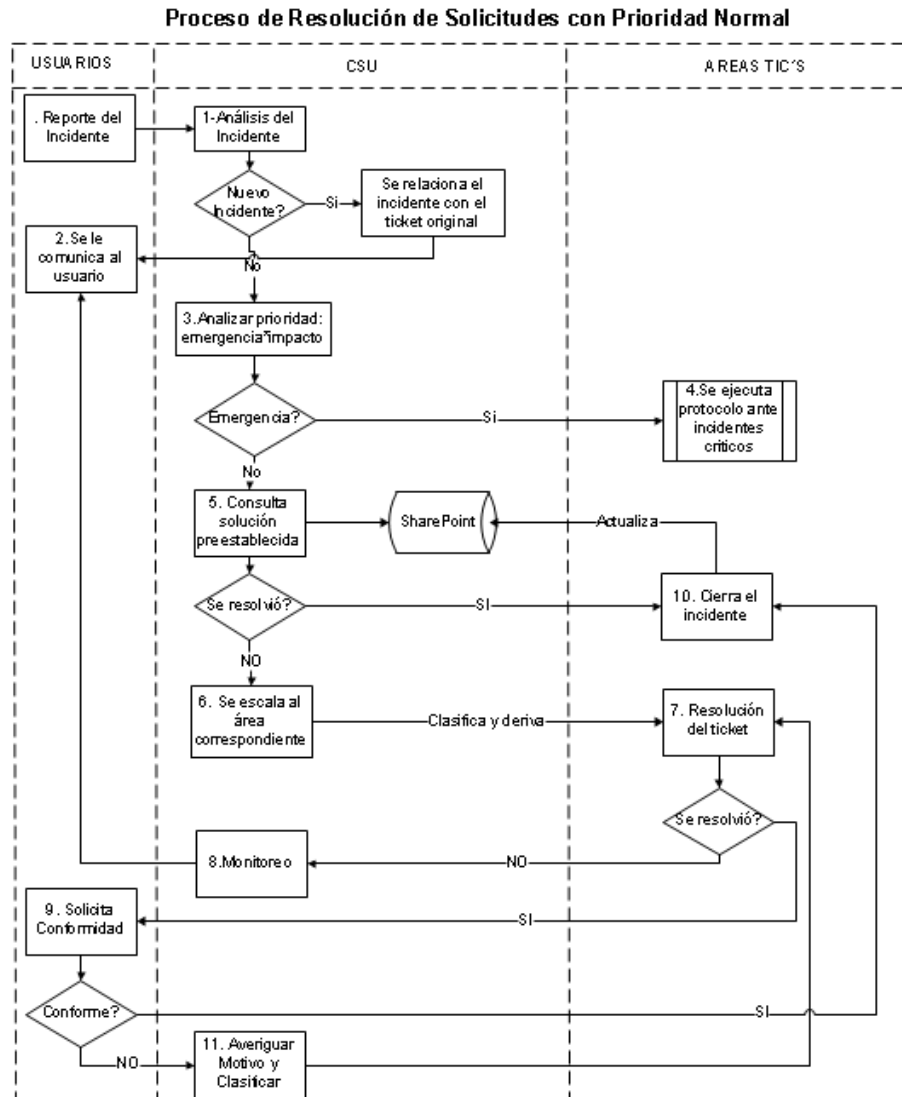 Proceso de Resolución de Solicitudes con Prioridad Normal
USUARIOS
CSU
AREAS TIC´S
. Reporte del
Incidente
1-Análisis del
Incidente
Nuevo
Incidente?
Si
Se relaciona el
incidente con el
ticket original
2.Se le
comunica al
usuario
No
3.Analizar prioridad:
emergencia*impacto
Emergencia?
Si
4.Se ejecuta
protocolo ante
incidentes
criticos
No
5. Consulta
solución
preestablecida
SharePoint
Actualiza
Se resolvió?
SI
10. Cierra el
incidente
NO
6. Se escala al
área
correspondiente
Clasifica y deriva
7. Resolución
del ticket
Se resolvió?
8.Monitoreo
NO
9. Solicita
Conformidad
SI
Conforme?
SI
NO
11. Averiguar
Motivo y
Clasificar